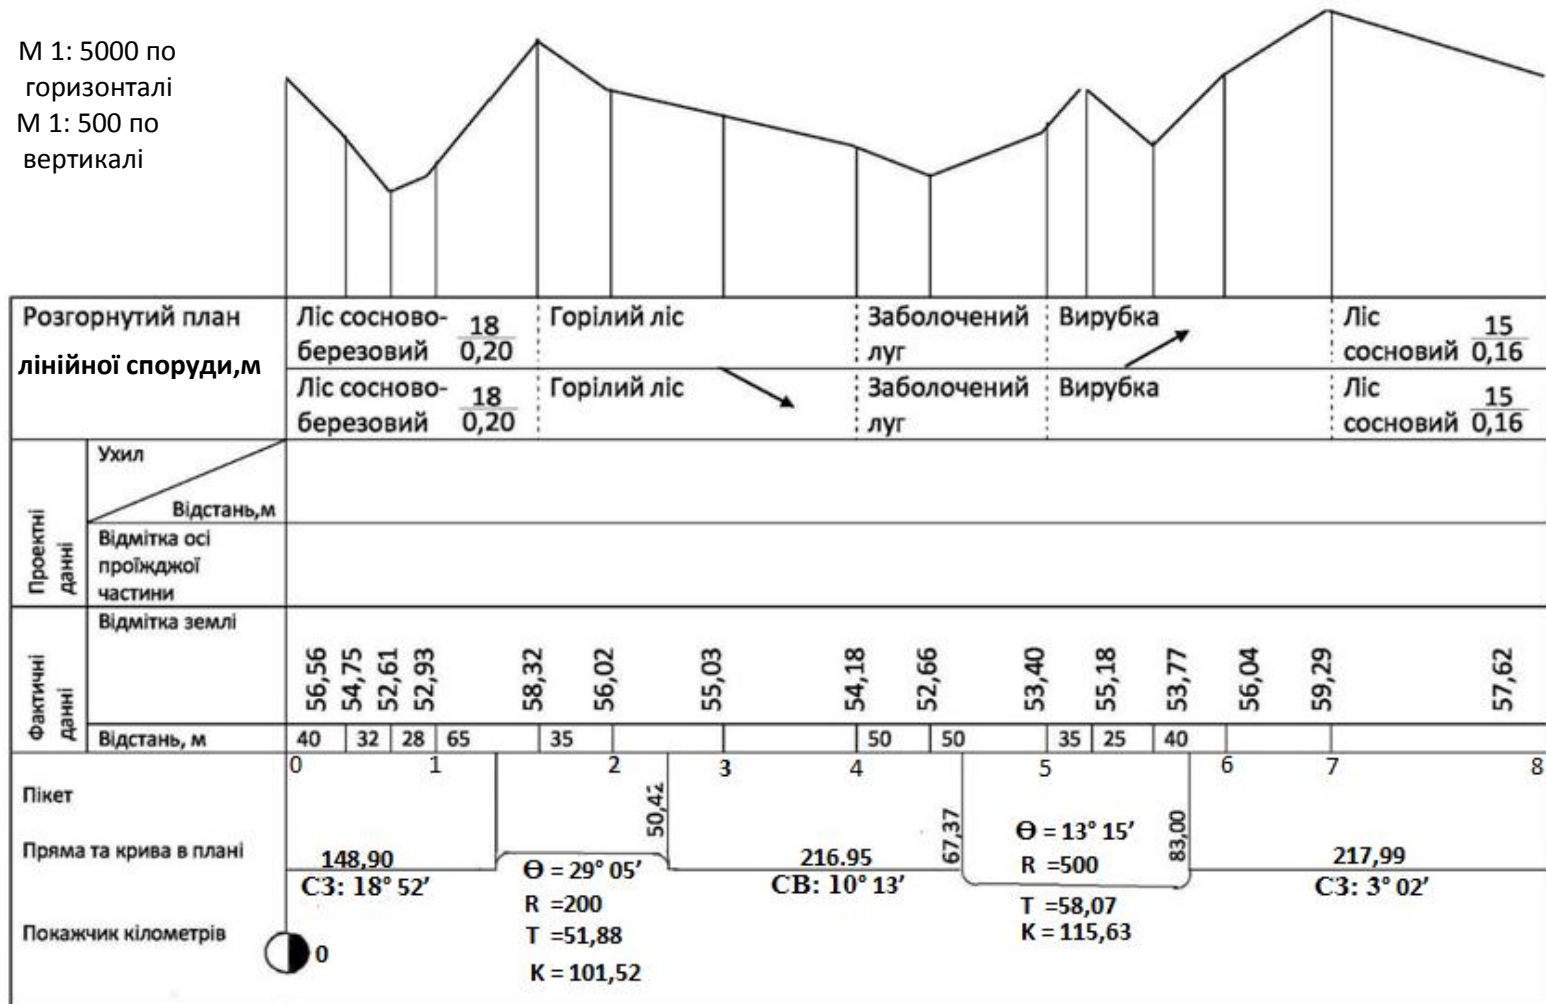 М 1: 5000 по
горизонталі
М 1: 500 по
вертикалі
Розгорнутий план
лінійної споруди,м
Ліс сосново-
березовий 18/0,20
Горілий ліс
Заболочений
луг
Вирубка
Ліс
сосновий 15/0,16
Ліс сосново-
березовий 18/0,20
Горілий ліс
Заболочений
луг
Вирубка
Ліс
сосновий 15/0,16
Проектні
данні
Ухил
Відстань,м
Відмітка осі
проїжджої
частини
Фактичні
данні
Відмітка землі
56,56 54,75 52,61 52,93 58,32 56,02 55,03 54,18 52,66 53,40 55,18 53,77 56,04 59,29 57,62
Відстань, м 40 32 28 65 35 50 50 35 25 40
0 1 2 3 4 5 6 7 8
Пікет
50,42
67,37
83,00
Пряма та крива в плані
148,90
СЗ: 18° 52′
Ө = 29° 05′
R =200
T =51,88
K = 101,52
216.95
СВ: 10° 13′
Ө = 13° 15′
R =500
T =58,07
K = 115,63
217,99
СЗ: 3° 02′
Покажчик кілометрів
0